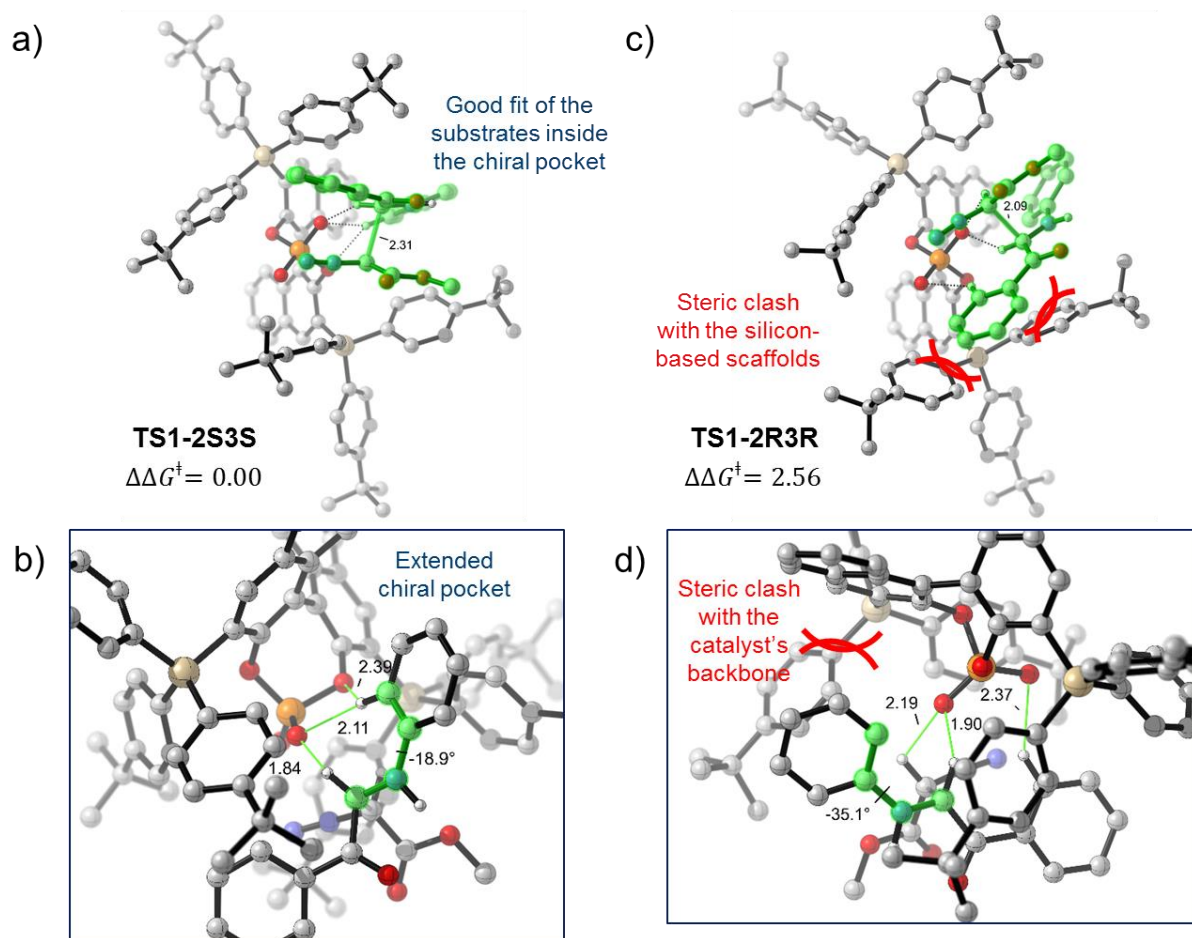 a)
Good fit of the
substrates inside
the chiral pocket
2.31
TS1-2S3S
ΔΔG‡= 0.00
c)
2.09
Steric clash
with the silicon-
based scaffolds
TS1-2R3R
ΔΔG‡= 2.56
b)
Extended
chiral pocket
2.39
2.11
1.84
-18.9°
d)
Steric clash
with the
catalyst's
backbone
2.19
2.37
1.90
-35.1°